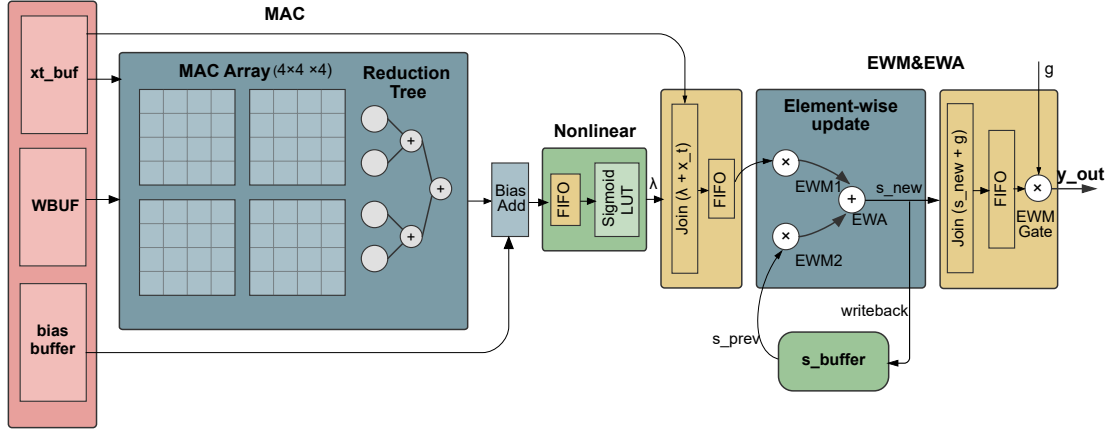 MAC
xt_buf
WBUF
bias
buffer
MAC Array (4×4 ×4)
Reduction
Tree
+
+
+
Bias
Add
Nonlinear
FIFO
Sigmoid
LUT
λ
Join (λ + x_t)
FIFO
EWM&EWA
Element-wise
update
×
EWM1
+
EWA
×
EWM2
s_new
writeback
s_prev
s_buffer
g
Join (s_new + g)
FIFO
×
EWM
Gate
y_out